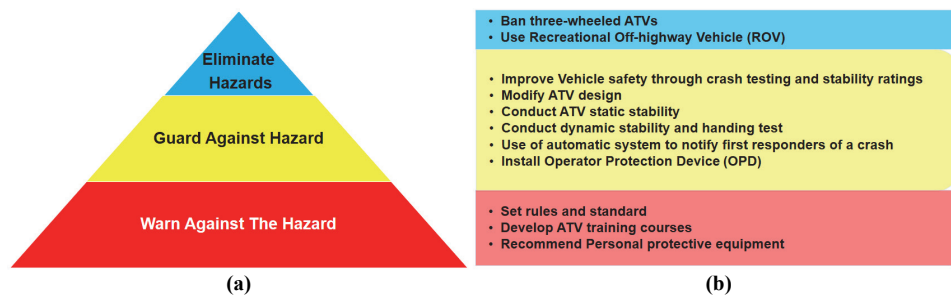 Eliminate
Hazards
Guard Against Hazard
Warn Against The Hazard
(a)
• Ban three-wheeled ATVs
• Use Recreational Off-highway Vehicle (ROV)
• Improve Vehicle safety through crash testing and stability ratings
• Modify ATV design
• Conduct ATV static stability
• Conduct dynamic stability and handing test
• Use of automatic system to notify first responders of a crash
• Install Operator Protection Device (OPD)
• Set rules and standard
• Develop ATV training courses
• Recommend Personal protective equipment
(b)